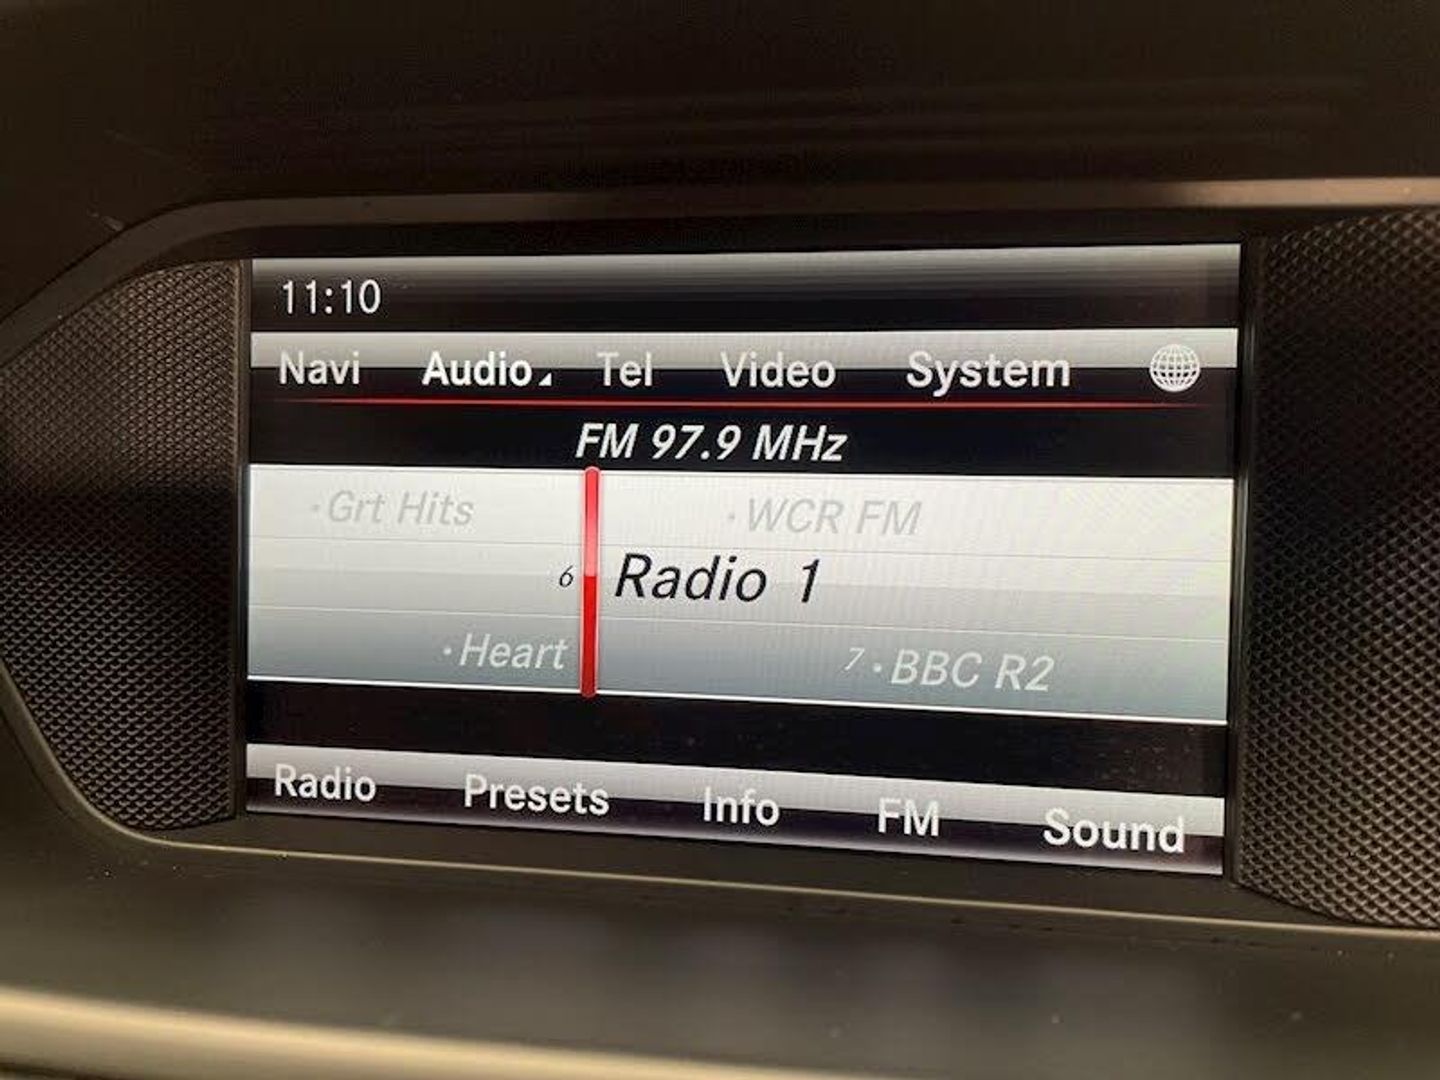 11:10
Navi Audio Tel Video System
FM 97.9 MHz
·Grt Hits ·WCR FM
6 Radio 1
·Heart 7 ·BBC R2
Radio Presets Info FM Sound